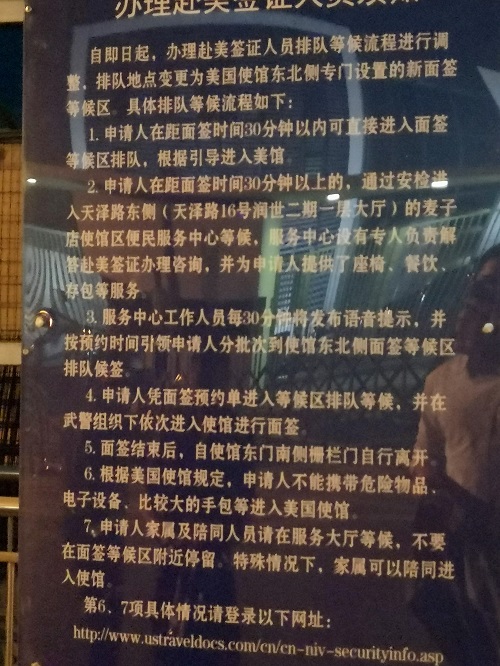 办理赴美签证人员须知
自即日起，办理赴美签证人员排队等候流程进行调
整，排队地点变更为美国使馆东北侧专门设置的新面签
等候区。具体排队等候流程如下：
1. 申请人在距面签时间30分钟以内可直接进入面签
等候区排队，根据引导进入美馆。
2. 申请人在距面签时间30分钟以上的，通过安检进
入天泽路东侧（天泽路16号润世二期一层大厅）的麦子
店使馆区便民服务中心等候，服务中心设有专人负责解
答赴美签证办理咨询，并为申请人提供了座椅、餐饮、
存包等服务。
3. 服务中心工作人员每30分钟将发布语音提示，并
按预约时间引领申请人分批次到使馆东北侧面签等候区
排队候签。
4. 申请人凭面签预约单进入等候区排队等候，并在
武警组织下依次进入使馆进行面签。
5. 面签结束后，自使馆东门南侧栅栏门自行离开。
6. 根据美国使馆规定，申请人不能携带危险物品、
电子设备、比较大的手包等进入美国使馆。
7. 申请人家属及陪同人员请在服务大厅等候，不要
在面签等候区附近停留。特殊情况下，家属可以陪同进
入使馆。
第6、7项具体情况请登录以下网址：
http://www.ustraveldocs.com/cn/cn-niv-securityinfo.asp